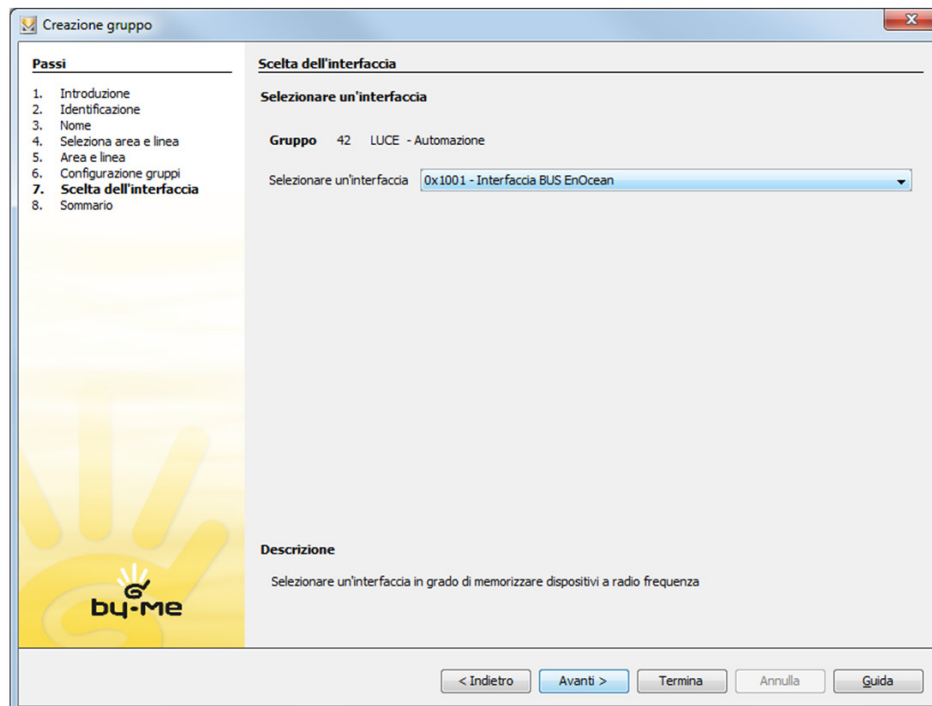 Creazione gruppo
Passi
1. Introduzione
2. Identificazione
3. Nome
4. Seleziona area e linea
5. Area e linea
6. Configurazione gruppi
7. Scelta dell'interfaccia
8. Sommario
by-me
Scelta dell'interfaccia
Selezionare un'interfaccia
Gruppo 42 LUCE - Automazione
Selezionare un'interfaccia 0x1001 - Interfaccia BUS EnOcean
Descrizione
Selezionare un'interfaccia in grado di memorizzare dispositivi a radio frequenza
< Indietro Avanti > Termina Annulla Guida